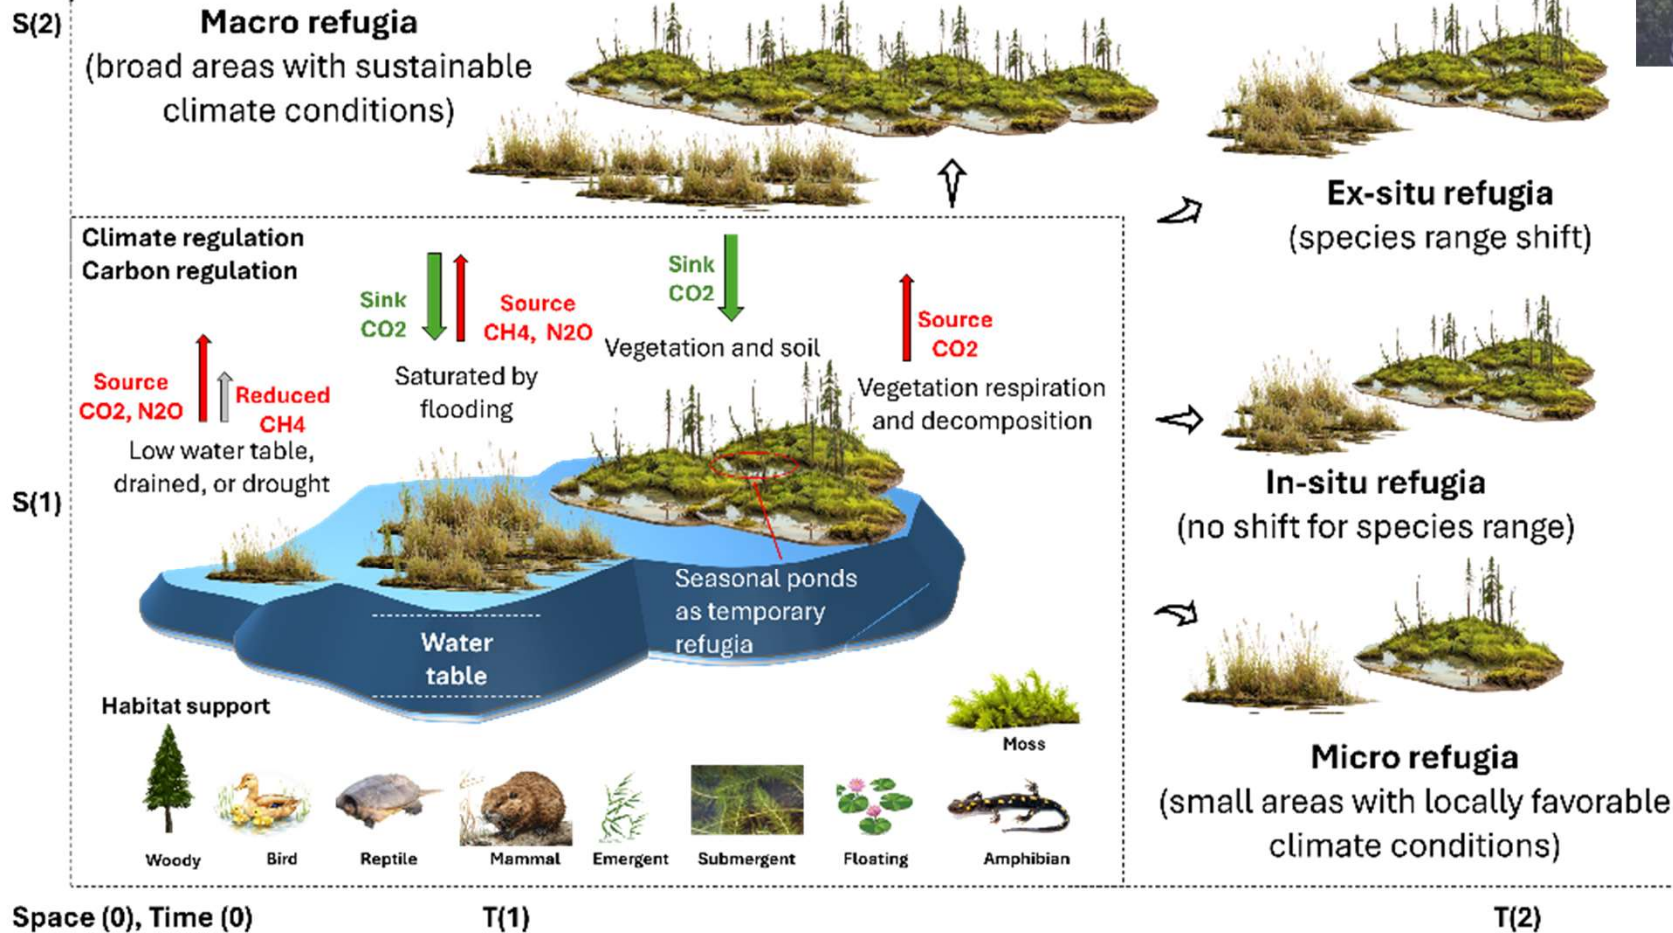 S(2)
Macro refugia
(broad areas with sustainable
climate conditions)
Ex-situ refugia
(species range shift)
Climate regulation
Carbon regulation
Sink
CO2
Source
CH4, N2O
Sink
CO2
Source
CO2
Vegetation and soil
Saturated by
flooding
Vegetation respiration
and decomposition
Source
CO2, N2O
Reduced
CH4
Low water table,
drained, or drought
In-situ refugia
(no shift for species range)
S(1)
Seasonal ponds
as temporary
refugia
Water
table
Habitat support
Moss
Micro refugia
(small areas with locally favorable
climate conditions)
Woody
Bird
Reptile
Mammal
Emergent
Submergent
Floating
Amphibian
Space (0), Time (0)
T(1)
T(2)